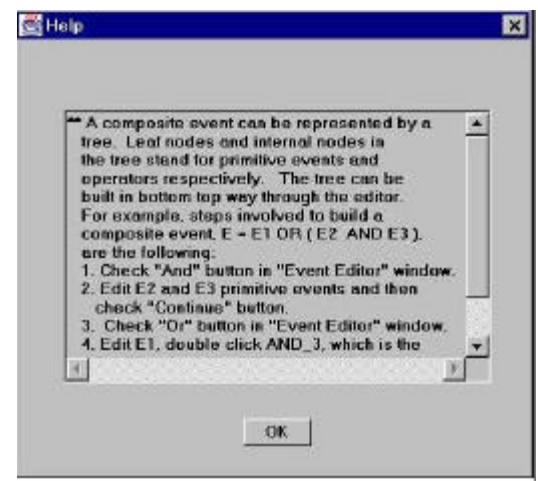 Help
** A composite event can be represented by a
tree. Leaf nodes and internal nodes in
the tree stand for primitive events and
operators respectively. The tree can be
built in bottom top way through the editor.
For example, steps involved to build a
composite event, E = E1 OR ( E2 AND E3 ),
are the following:
1. Check "And" button in "Event Editor" window.
2. Edit E2 and E3 primitive events and then
check "Continue" button.
3. Check "Or" button in "Event Editor" window.
4. Edit E1, double click AND_3, which is the
OK